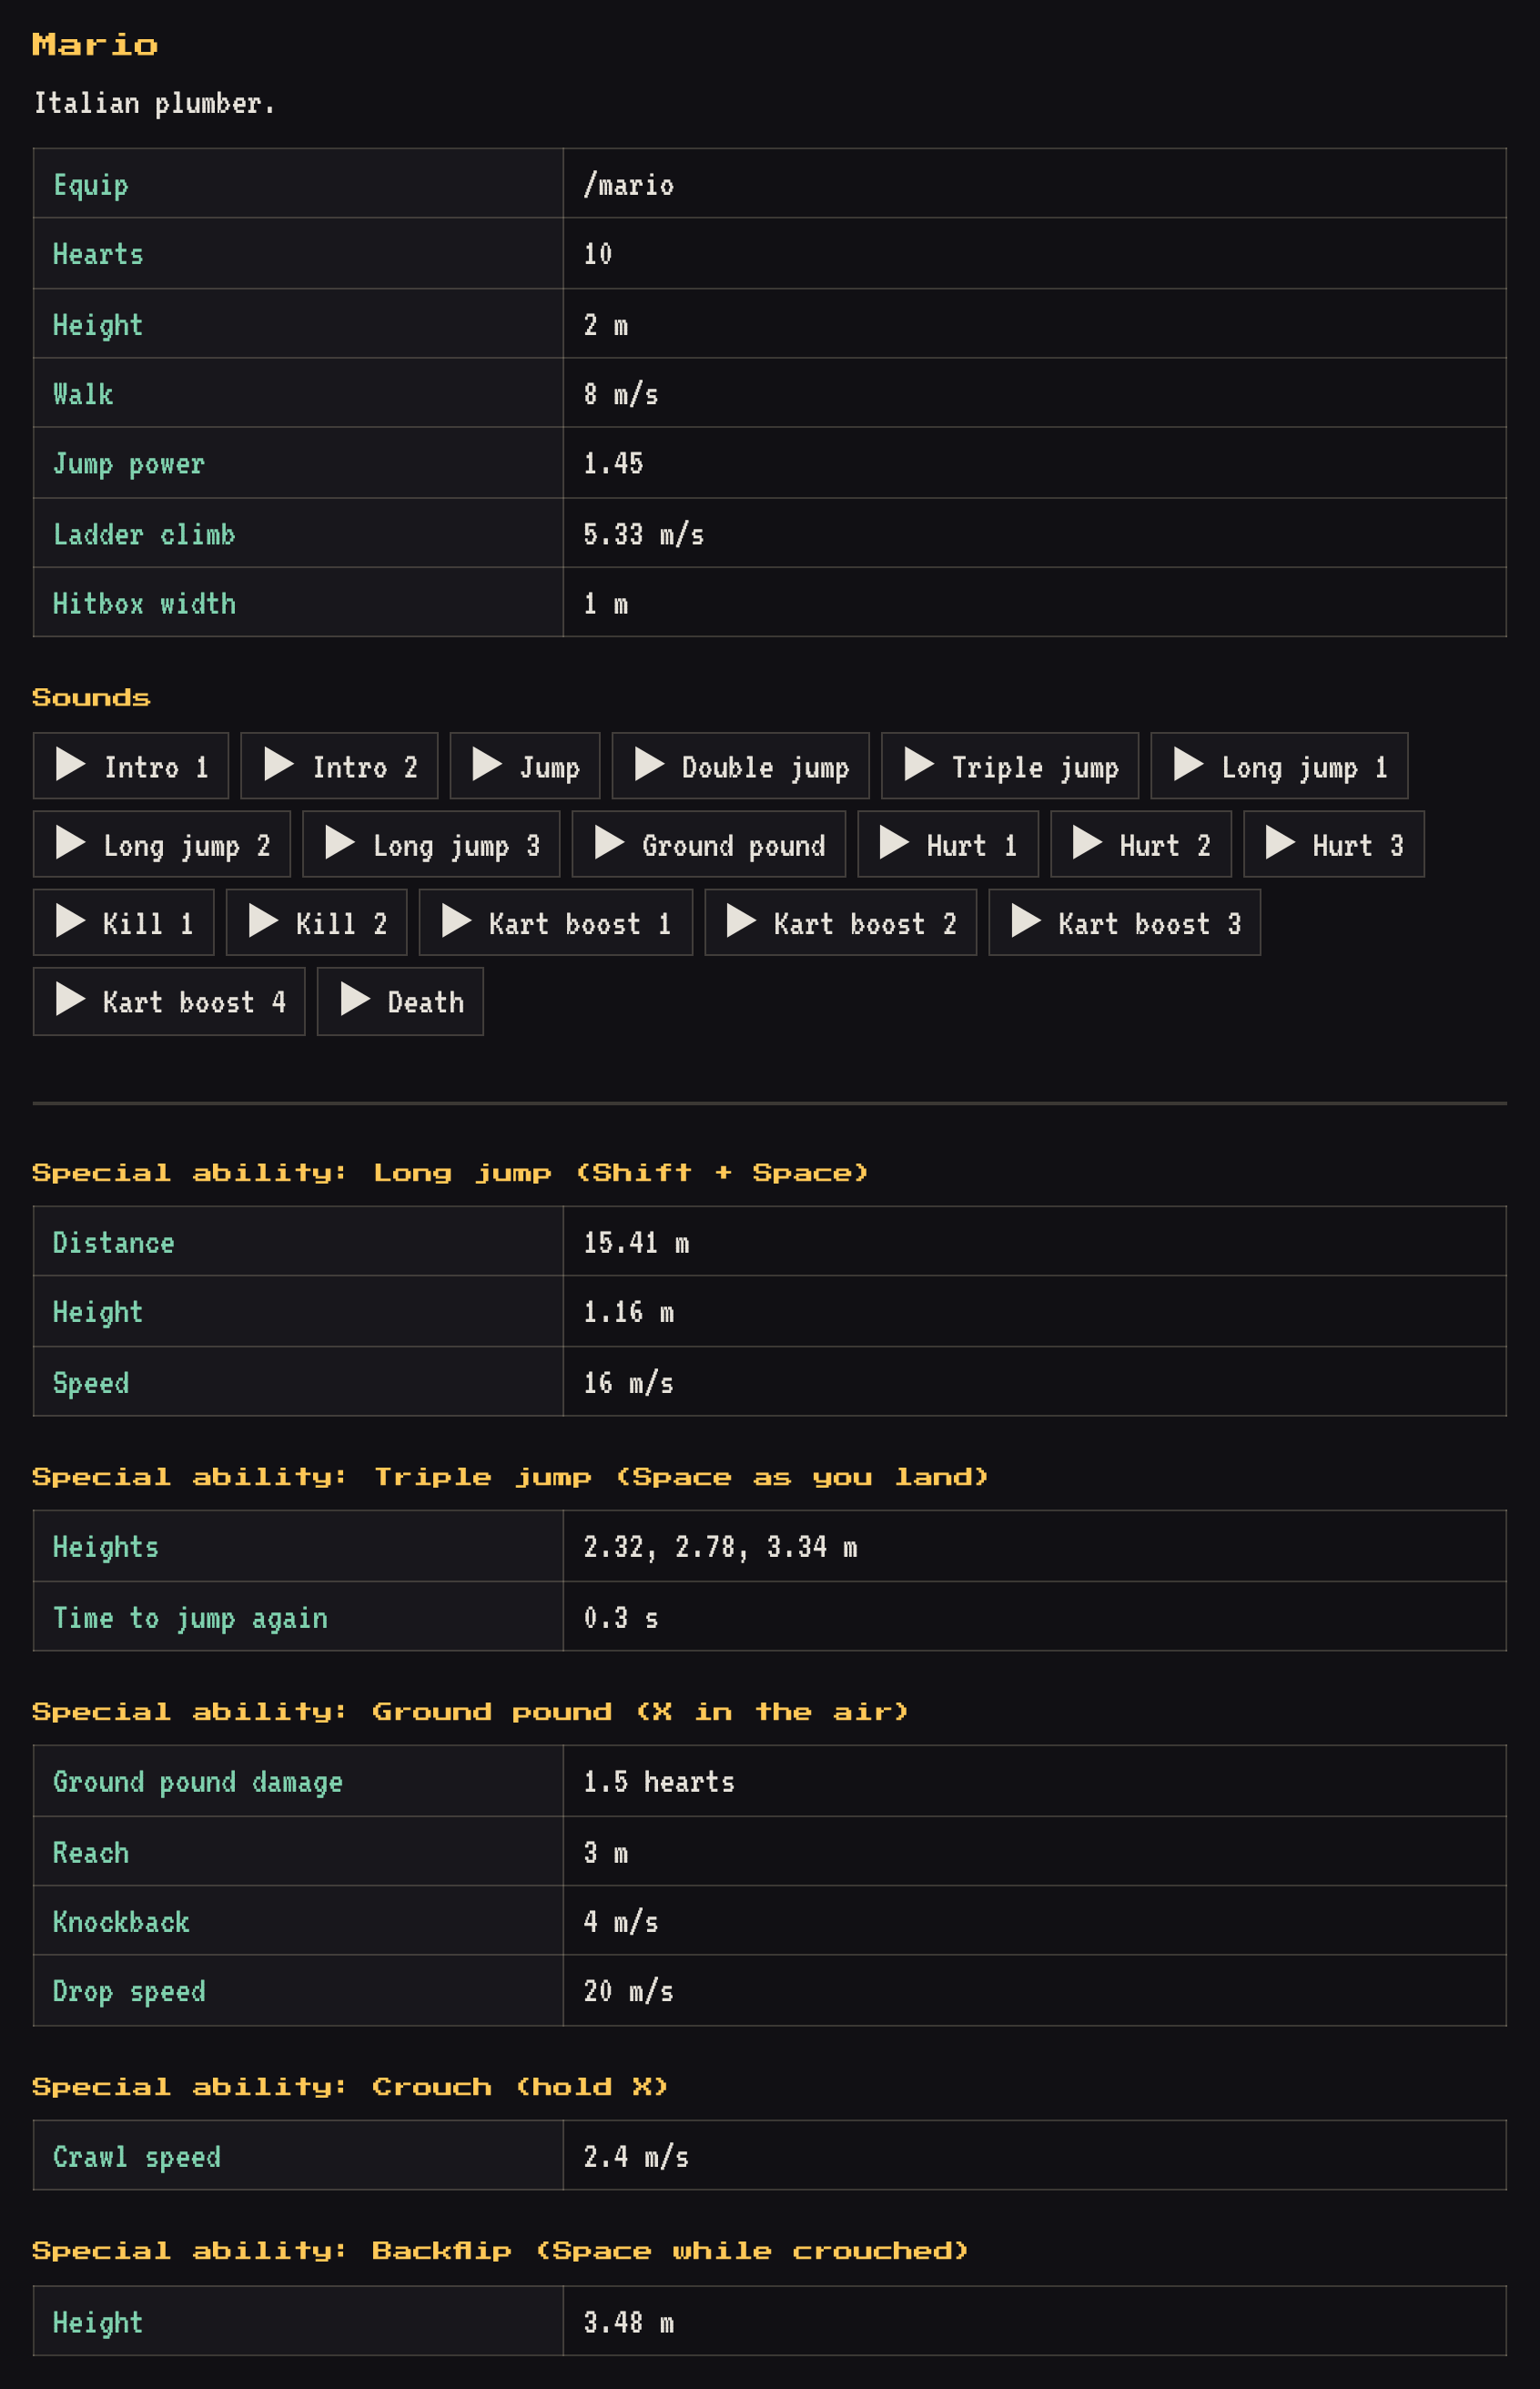 Mario
Italian plumber.
Equip /mario
Hearts 10
Height 2 m
Walk 8 m/s
Jump power 1.45
Ladder climb 5.33 m/s
Hitbox width 1 m
Sounds
Intro 1 Intro 2 Jump Double jump Triple jump Long jump 1
Long jump 2 Long jump 3 Ground pound Hurt 1 Hurt 2 Hurt 3
Kill 1 Kill 2 Kart boost 1 Kart boost 2 Kart boost 3
Kart boost 4 Death
Special ability: Long jump (Shift + Space)
Distance 15.41 m
Height 1.16 m
Speed 16 m/s
Special ability: Triple jump (Space as you land)
Heights 2.32, 2.78, 3.34 m
Time to jump again 0.3 s
Special ability: Ground pound (X in the air)
Ground pound damage 1.5 hearts
Reach 3 m
Knockback 4 m/s
Drop speed 20 m/s
Special ability: Crouch (hold X)
Crawl speed 2.4 m/s
Special ability: Backflip (Space while crouched)
Height 3.48 m